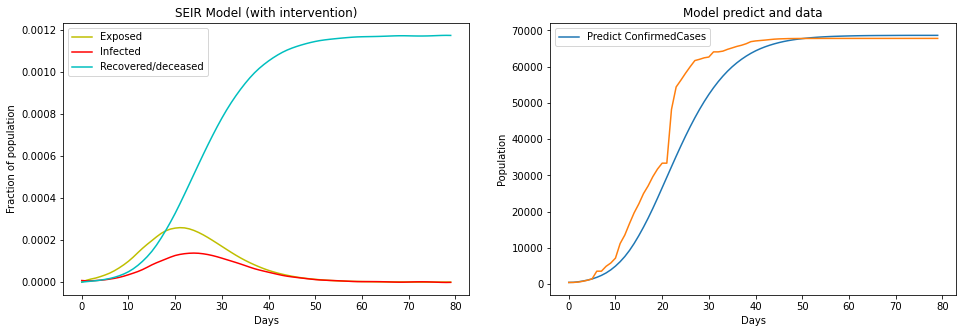 SEIR Model (with intervention)
Exposed
Infected
Recovered/deceased
Fraction of population
0.0012
0.0010
0.0008
0.0006
0.0004
0.0002
0.0000
0 10 20 30 40 50 60 70 80
Days
Model predict and data
Predict ConfirmedCases
Population
70000
60000
50000
40000
30000
20000
10000
0
0 10 20 30 40 50 60 70 80
Days